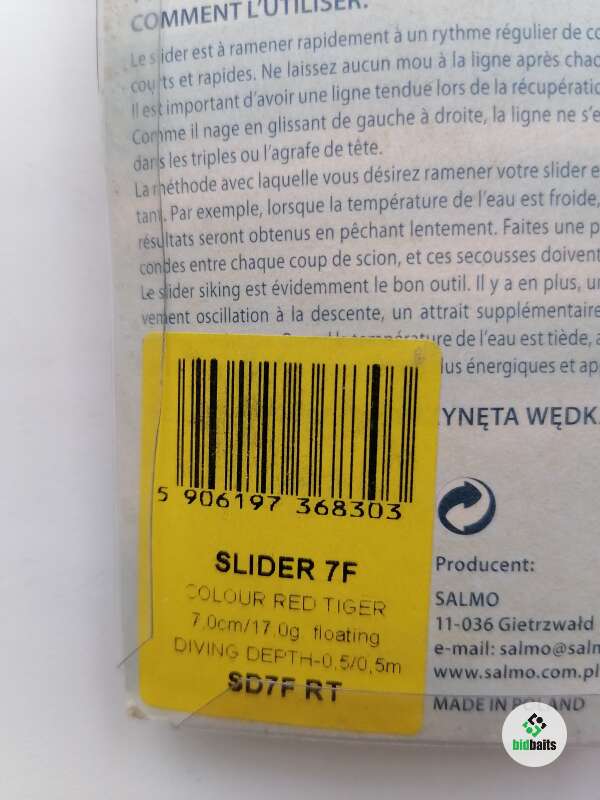 COMMENT L'UTILISER.
Le slider est à ramener rapidement à un rythme régulier de co
courts et rapides. Ne laissez aucun mou à la ligne après chaq
Il est important d'avoir une ligne tendue lors de la récupératio
Comme il nage en glissant de gauche à droite, la ligne ne s'e
dans les triples ou l'agrafe de tête.
La méthode avec laquelle vous désirez ramener votre slider e
tant. Par exemple, lorsque la température de l'eau est froide,
résultats seront obtenus en pêchant lentement. Faites une p
condes entre chaque coup de scion, et ces secousses doivent
Le slider siking est évidemment le bon outil. Il y a en plus, un
vement oscillation à la descente, un attrait supplémentaire
température de l'eau est tiède, a
lus énergiques et ap
YNĘTA WĘDK
5 906197 368303
SLIDER 7F
COLOUR RED TIGER
7.0cm/17.0g floating
DIVING DEPTH-0,5/0,5m
SD7F RT
Producent:
SALMO
11-036 Gietrzwałd
e-mail: salmo@saln
www.salmo.com.pl
MADE IN POLAND
bidbaits